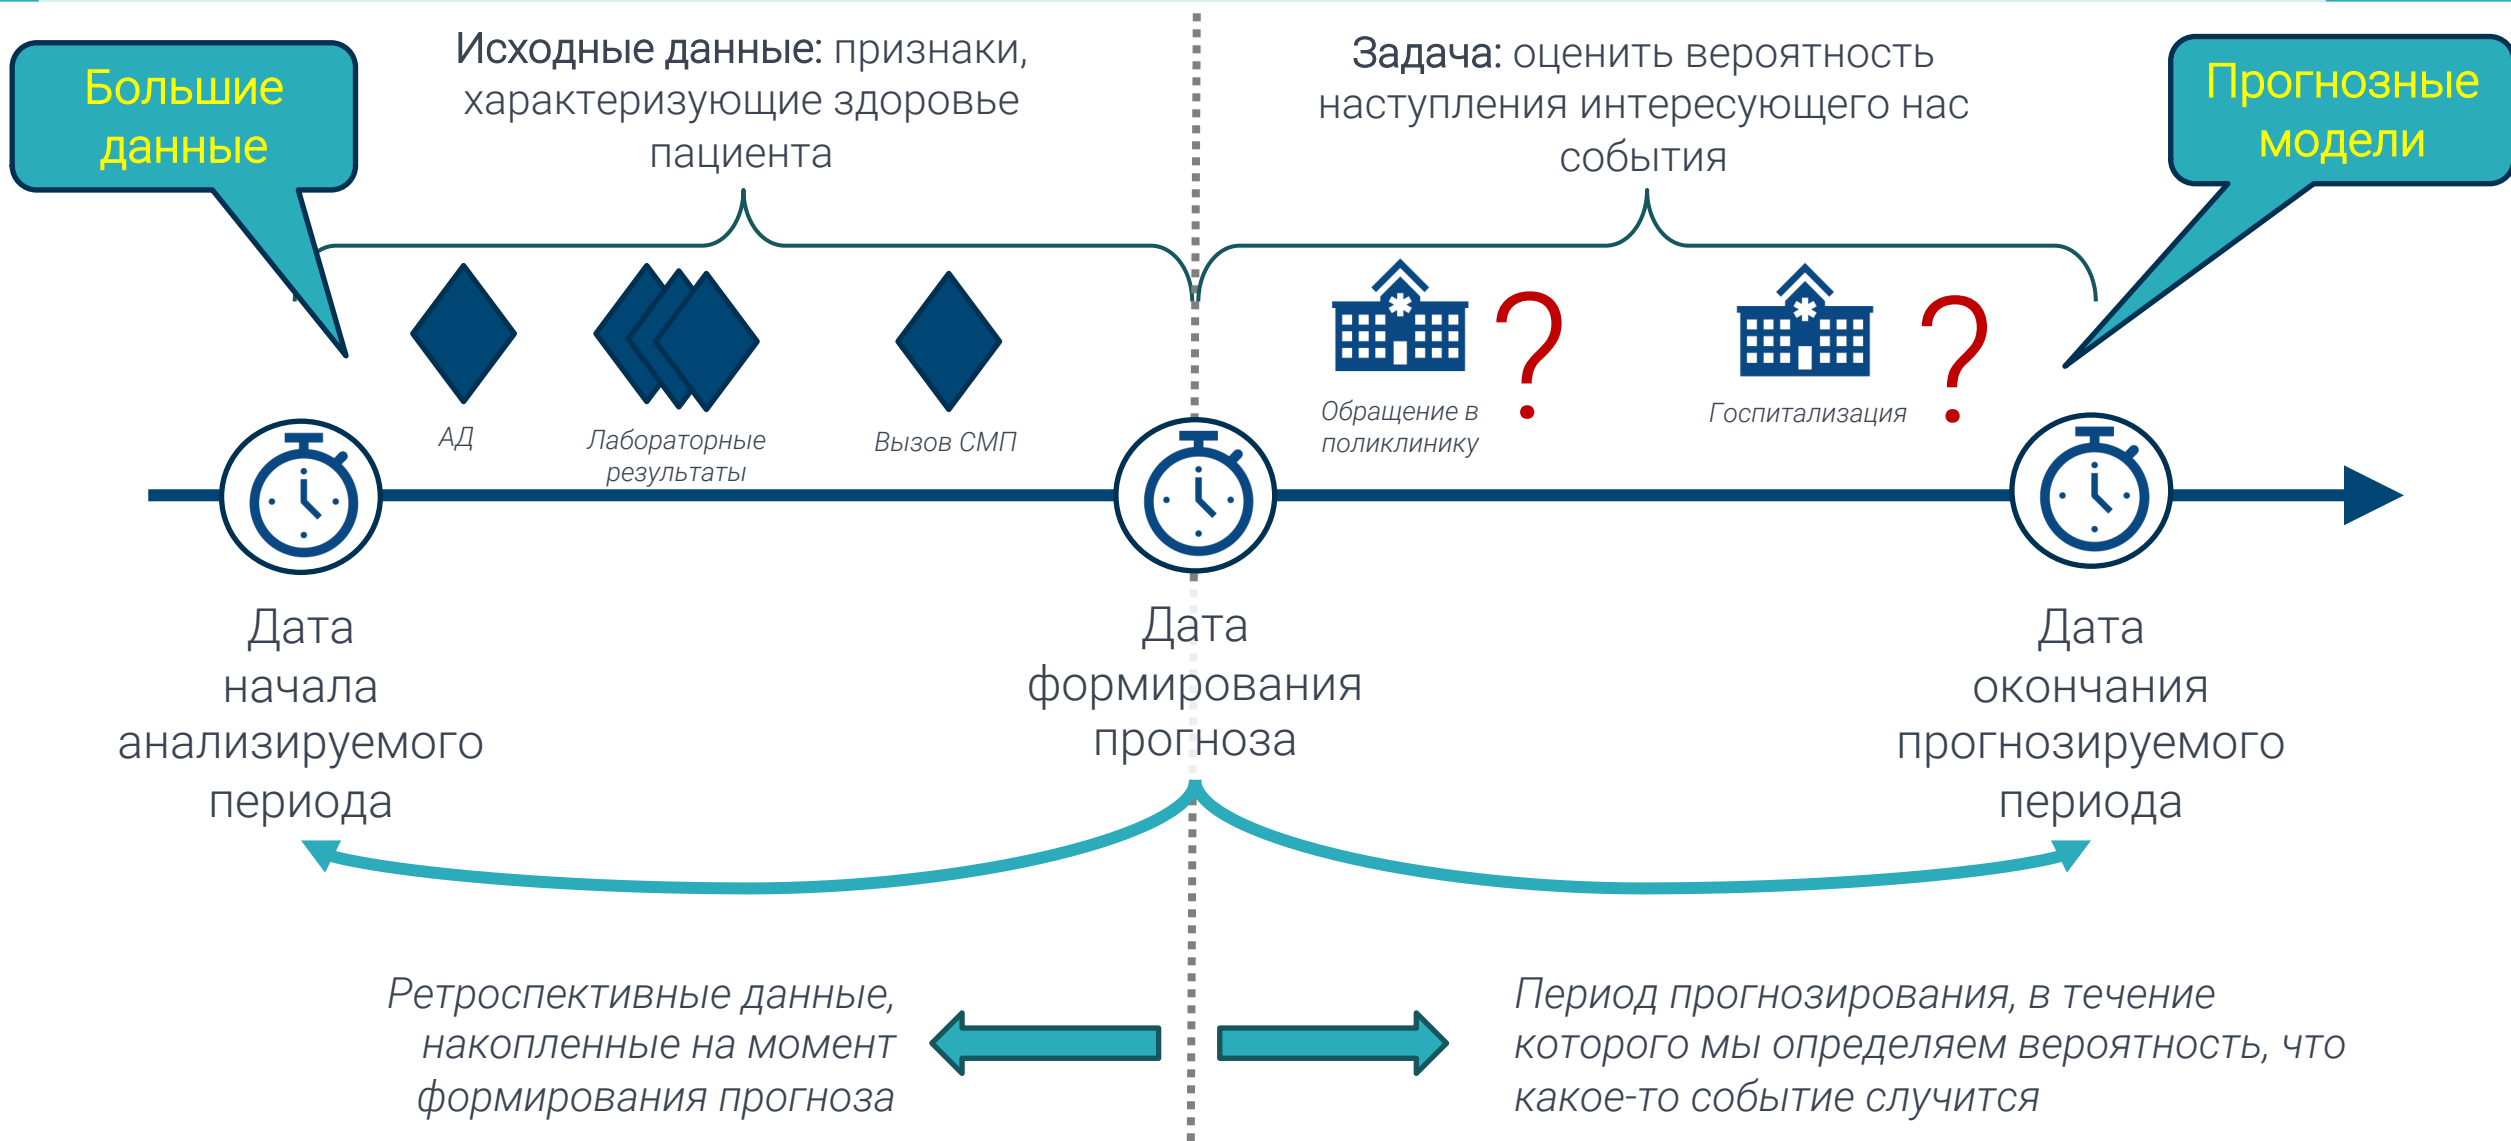 Большие
данные
Исходные данные: признаки,
характеризующие здоровье
пациента
Задача: оценить вероятность
наступления интересующего нас
события
Прогнозные
модели
АД
Лабораторные
результаты
Вызов СМП
Обращение в
поликлинику
?
Госпитализация
?
Дата
начала
анализируемого
периода
Дата
формирования
прогноза
Дата
окончания
прогнозируемого
периода
Ретроспективные данные,
накопленные на момент
формирования прогноза
Период прогнозирования, в течение
которого мы определяем вероятность, что
какое-то событие случится